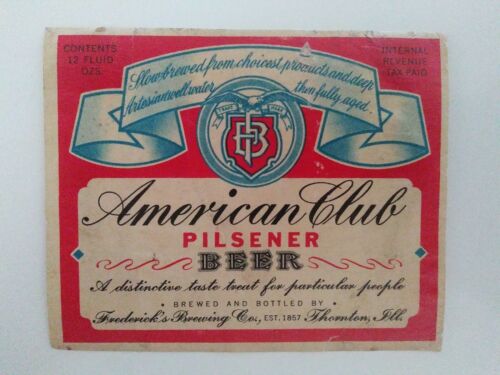 CONTENTS
12 FLUID
OZS.
INTERNAL
REVENUE
TAX PAID
Slow-brewed from choicest products and deep
Artesian well water then fully aged.
TRADE MARK
FB
American Club
PILSENER
BEER
A distinctive taste treat for particular people
• BREWED AND BOTTLED BY •
Frederick's Brewing Co., EST. 1857 Thornton, Ill.